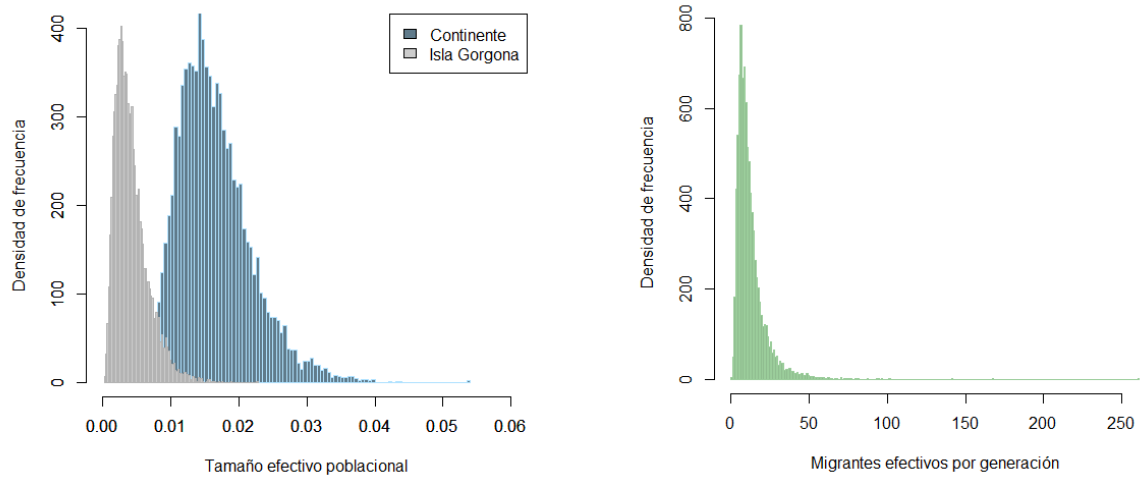 Continente
Isla Gorgona
Densidad de frecuencia
400
300
200
100
0
0.00 0.01 0.02 0.03 0.04 0.05 0.06
Tamaño efectivo poblacional
Densidad de frecuencia
800
600
400
200
0
0 50 100 150 200 250
Migrantes efectivos por generación